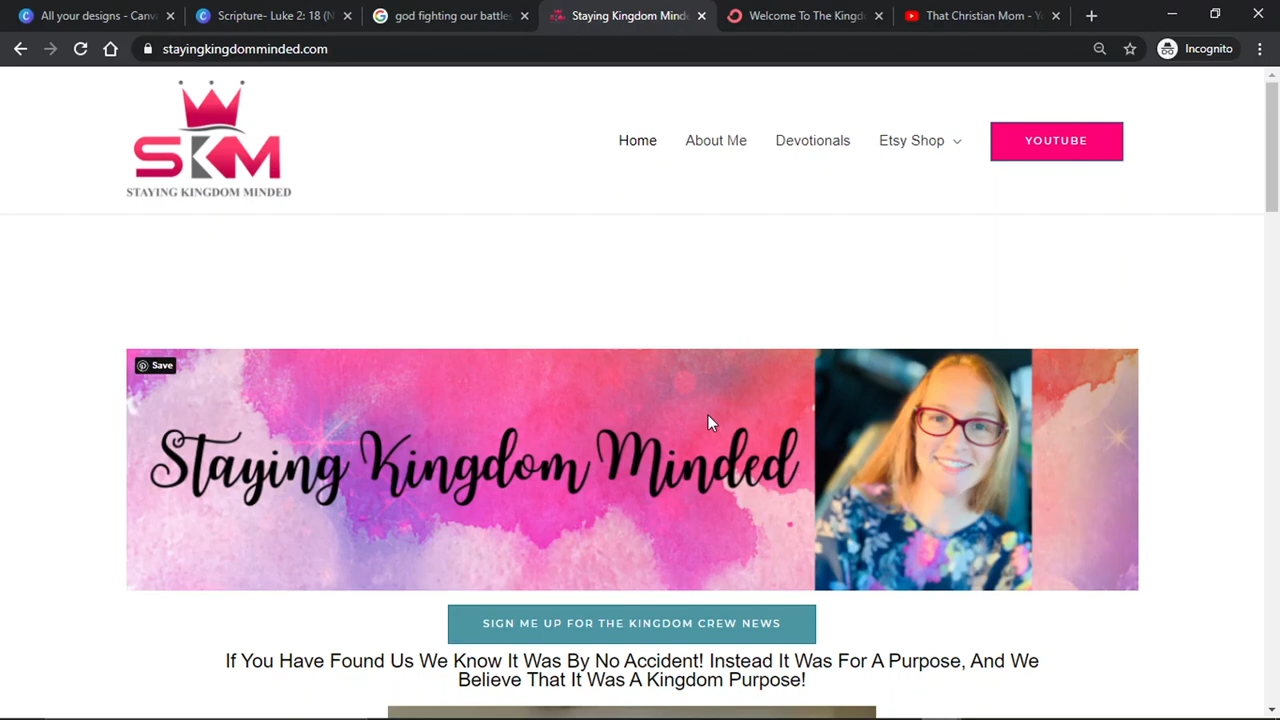 All your designs - Canv
Scripture- Luke 2: 18 (N
god fighting our battles
Staying Kingdom Minde
Welcome To The Kingd
That Christian Mom - Y
stayingkingdomminded.com
Incognito
SKM
STAYING KINGDOM MINDED
Home
About Me
Devotionals
Etsy Shop
YOUTUBE
Save
Staying Kingdom Minded
SIGN ME UP FOR THE KINGDOM CREW NEWS
If You Have Found Us We Know It Was By No Accident! Instead It Was For A Purpose, And We
Believe That It Was A Kingdom Purpose!